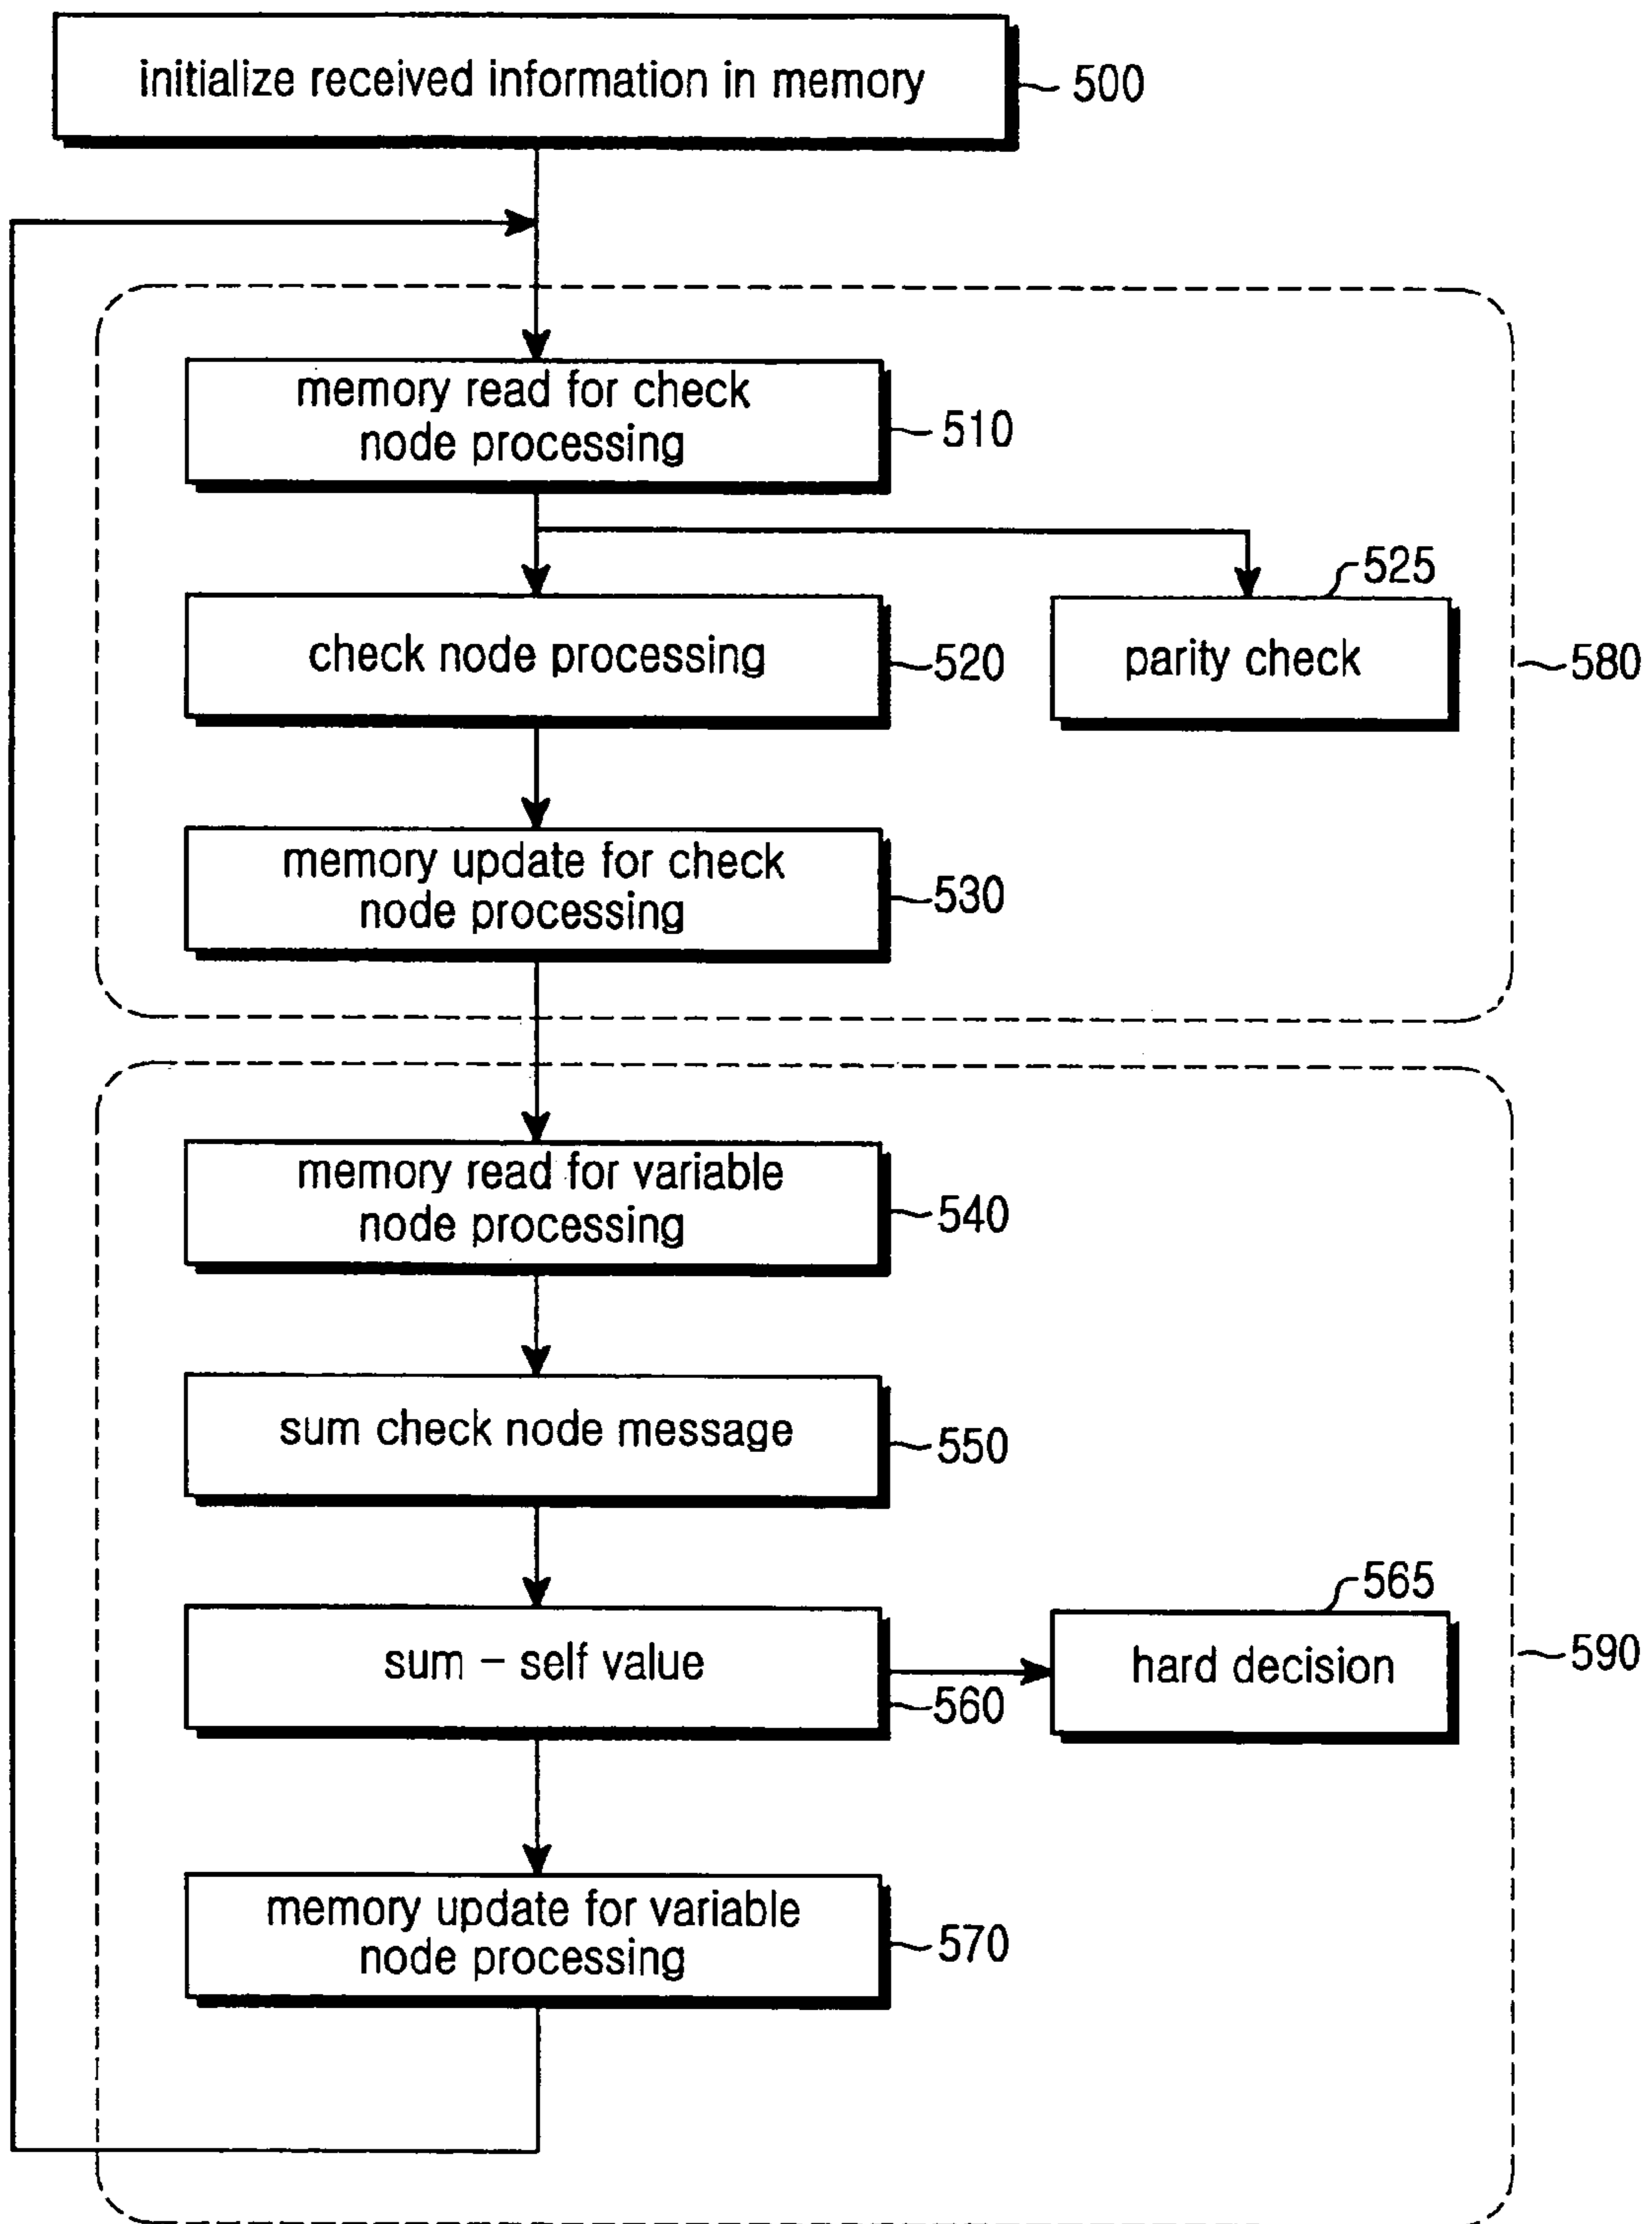 initialize received information in memory
500
memory read for check
node processing
510
525
check node processing
520
parity check
580
memory update for check
node processing
530
memory read for variable
node processing
540
sum check node message
550
565
sum – self value
560
hard decision
590
memory update for variable
node processing
570